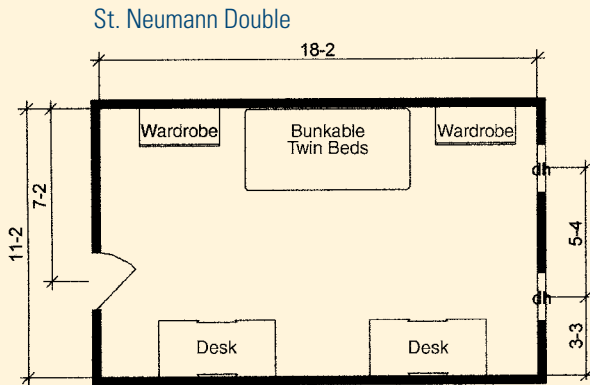 St. Neumann Double
18-2
Wardrobe
Bunkable
Twin Beds
Wardrobe
dh
7-2
11-2
5-4
dh
3-3
Desk
Desk